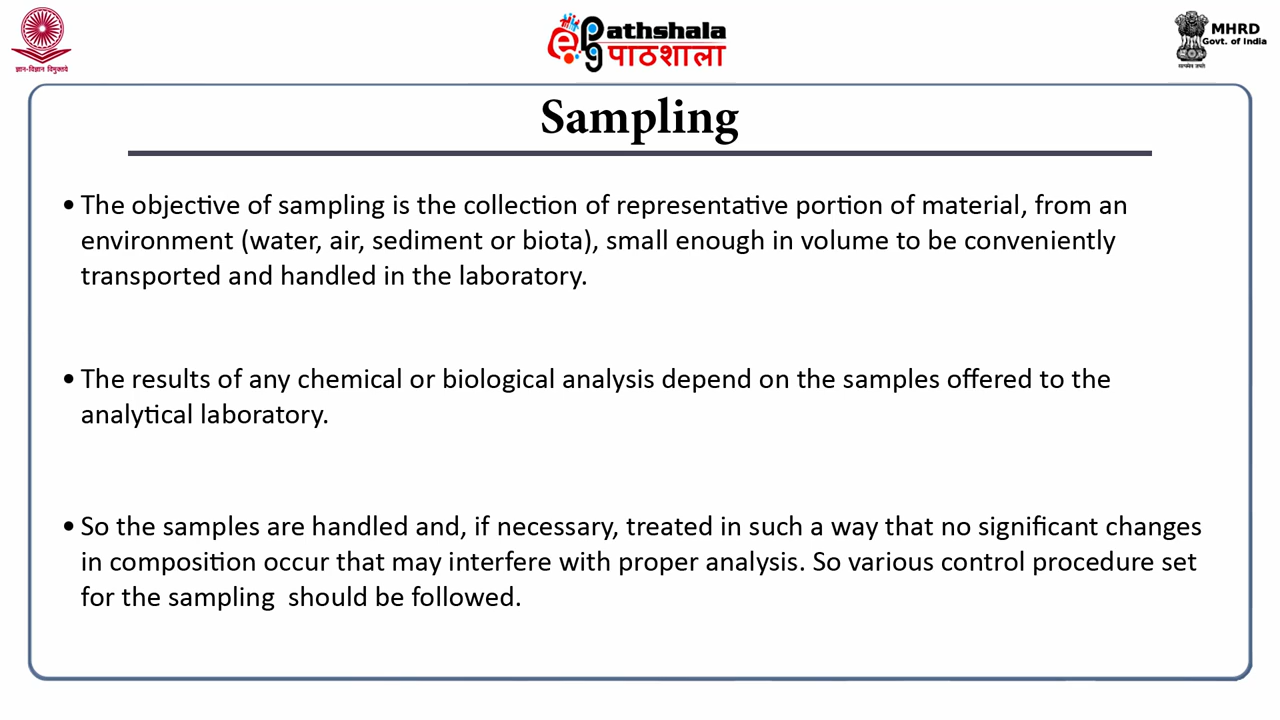 ज्ञान-विज्ञान विमुक्तये
ePGathshala
पाठशाला
MHRD
Govt. of India
सत्यमेव जयते
Sampling
• The objective of sampling is the collection of representative portion of material, from an
environment (water, air, sediment or biota), small enough in volume to be conveniently
transported and handled in the laboratory.
• The results of any chemical or biological analysis depend on the samples offered to the
analytical laboratory.
• So the samples are handled and, if necessary, treated in such a way that no significant changes
in composition occur that may interfere with proper analysis. So various control procedure set
for the sampling  should be followed.